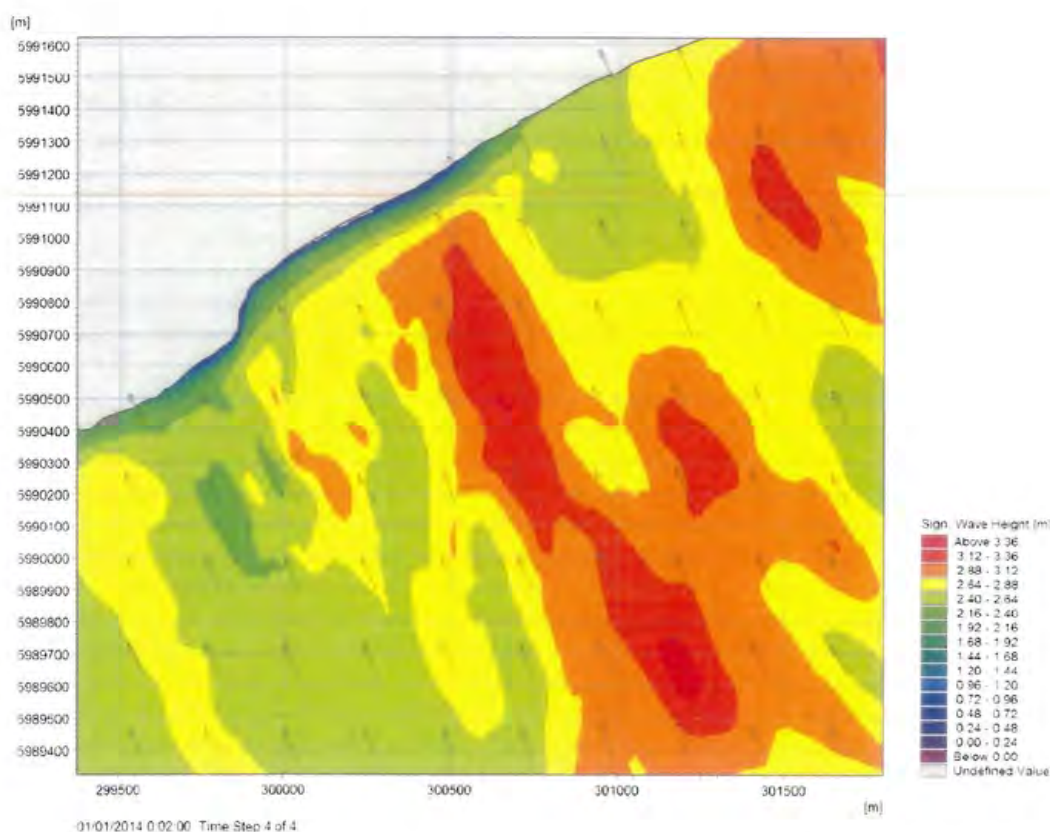 [m]
5991600
5991500
5991400
5991300
5991200
5991100
5991000
5990900
5990800
5990700
5990600
5990500
5990400
5990300
5990200
5990100
5990000
5989900
5989800
5989700
5989600
5989500
5989400
299500
300000
300500
301000
301500
[m]
Sign. Wave Height [m]
Above 3.36
3.12 - 3.36
2.88 - 3.12
2.64 - 2.88
2.40 - 2.64
2.16 - 2.40
1.92 - 2.16
1.68 - 1.92
1.44 - 1.68
1.20 - 1.44
0.96 - 1.20
0.72 - 0.96
0.48 - 0.72
0.24 - 0.48
0.00 - 0.24
Below 0.00
Undefined Value
01/01/2014 0:02:00 Time Step 4 of 4